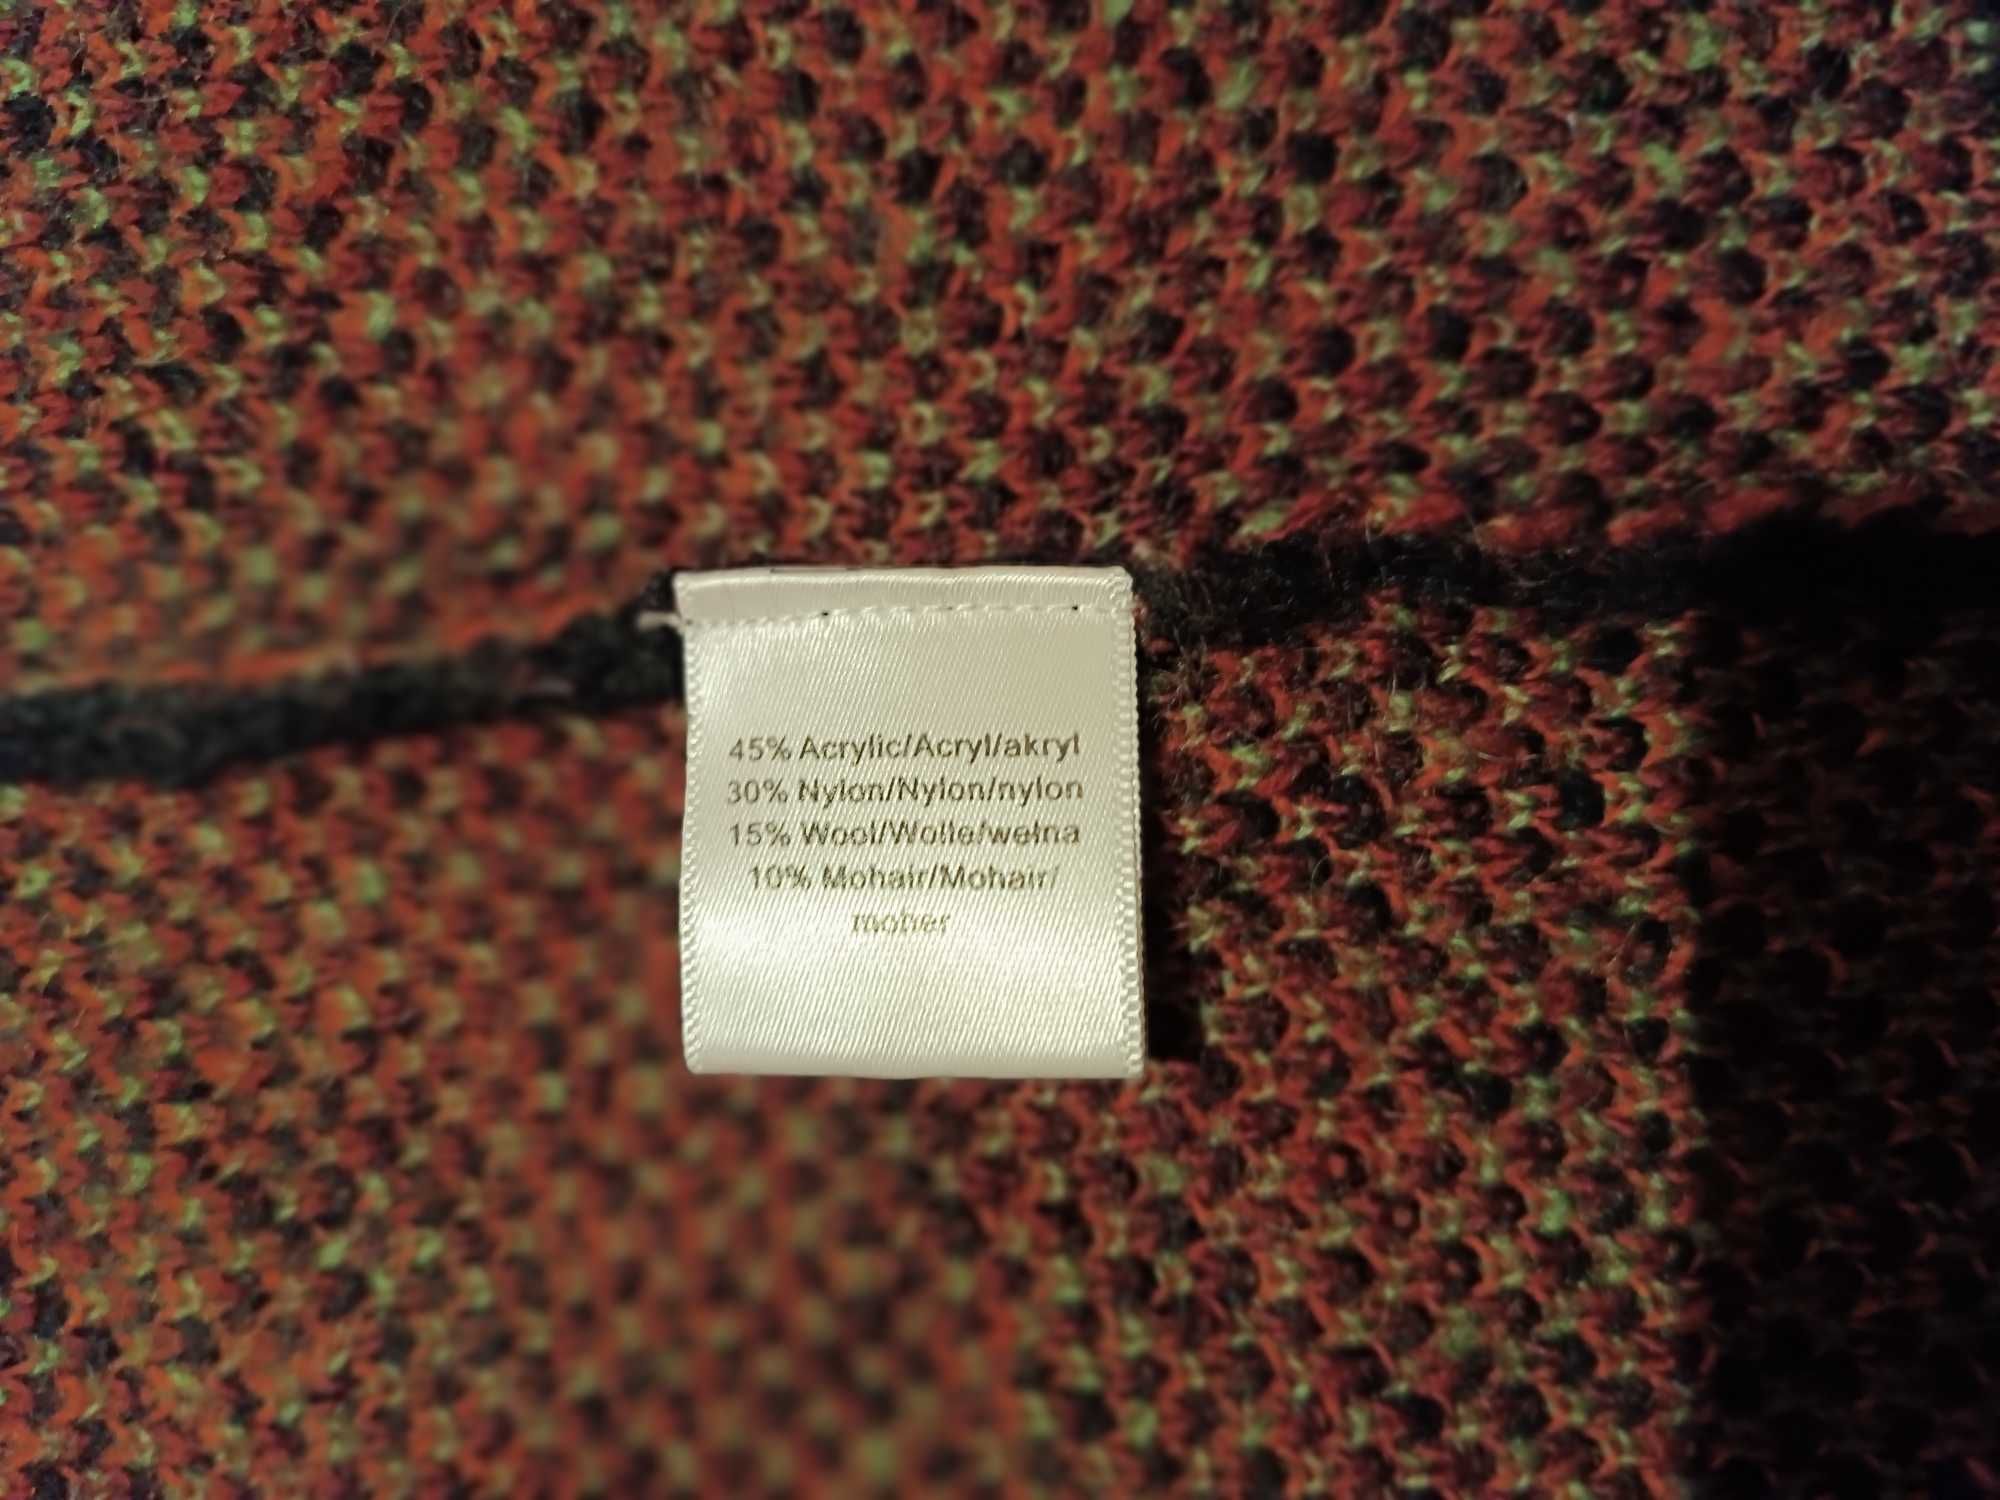 45% Acrylic/Acryl/akryl
30% Nylon/Nylon/nylon
15% Wool/Wolle/wełna
10% Mohair/Mohair/
moher